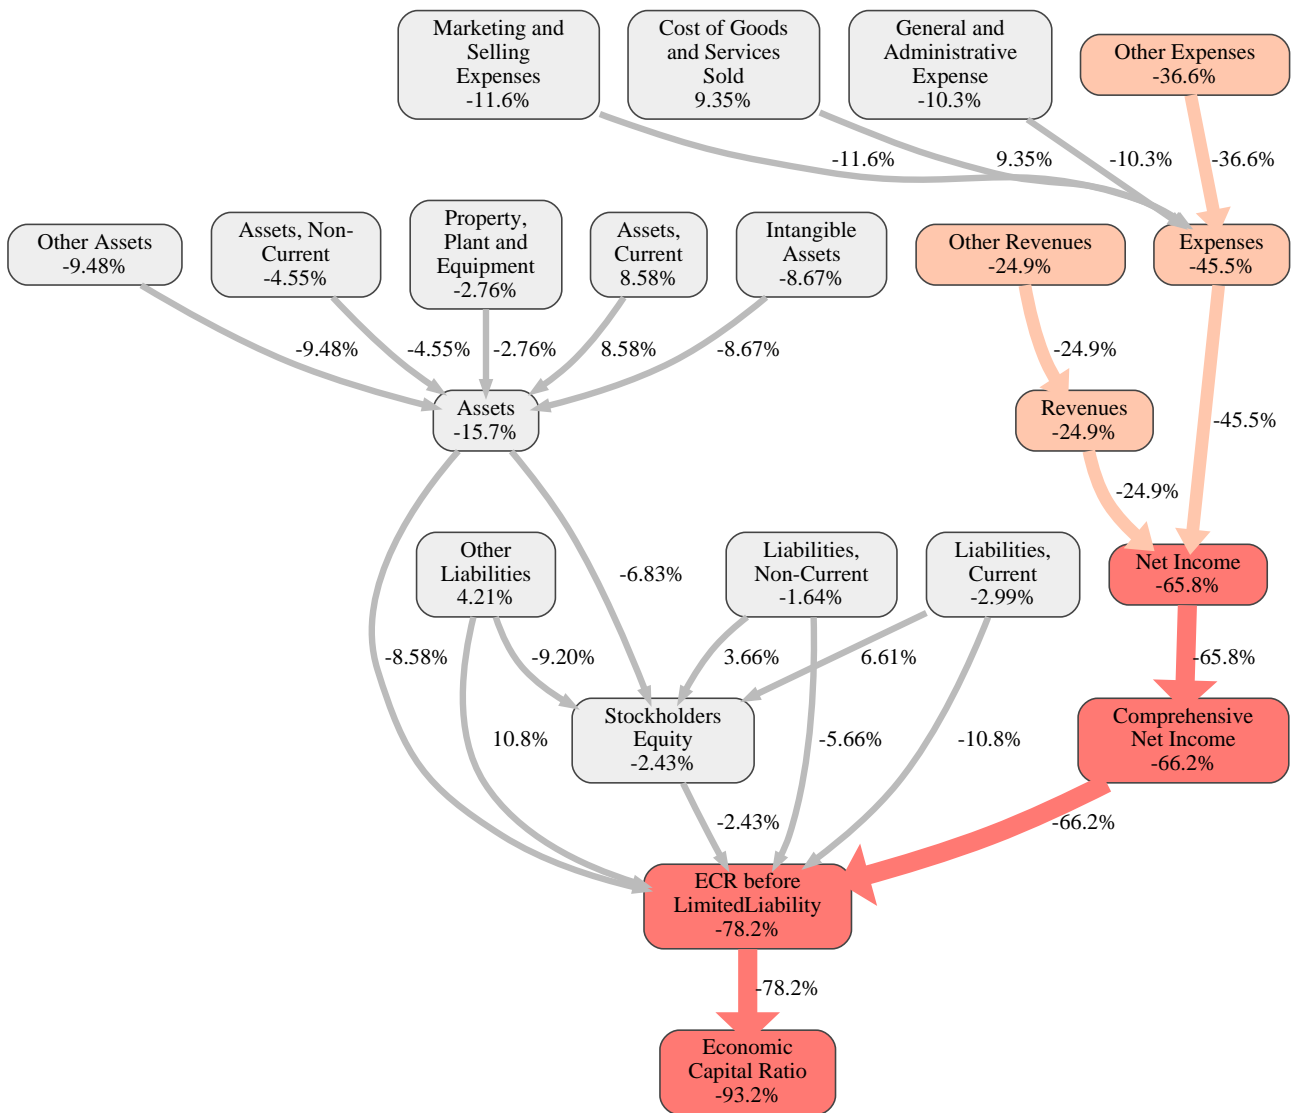 Marketing and
Selling
Expenses
-11.6%
Cost of Goods
and Services
Sold
9.35%
General and
Administrative
Expense
-10.3%
Other Expenses
-36.6%
-11.6%
9.35%
-10.3%
-36.6%
Other Assets
-9.48%
Assets, Non-
Current
-4.55%
Property,
Plant and
Equipment
-2.76%
Assets,
Current
8.58%
Intangible
Assets
-8.67%
Other Revenues
-24.9%
Expenses
-45.5%
-9.48%
-4.55%
-2.76%
8.58%
-8.67%
-24.9%
Assets
-15.7%
Revenues
-24.9%
-45.5%
-24.9%
Other
Liabilities
4.21%
-6.83%
Liabilities,
Non-Current
-1.64%
Liabilities,
Current
-2.99%
Net Income
-65.8%
-8.58%
-9.20%
3.66%
6.61%
-65.8%
Stockholders
Equity
-2.43%
Comprehensive
Net Income
-66.2%
10.8%
-5.66%
-10.8%
-2.43%
-66.2%
ECR before
LimitedLiability
-78.2%
-78.2%
Economic
Capital Ratio
-93.2%